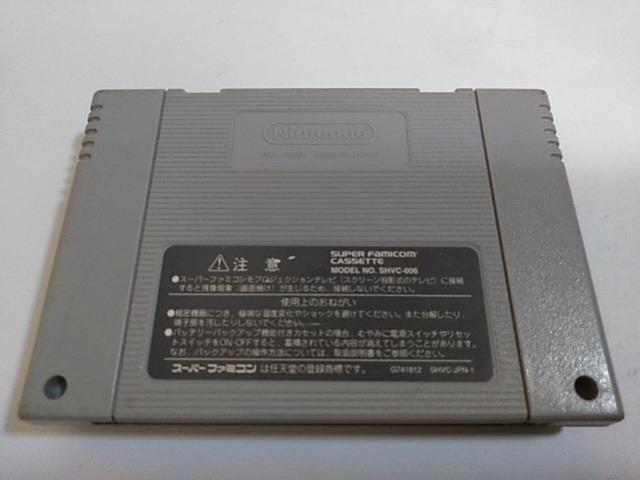 Nintendo
MADE IN JAPAN
注 意
SUPER FAMICOM
CASSETTE
MODEL NO. SHVC-006
●スーパーファミコンをプロジェクションテレビ(スクリーン投影式のテレビ)に接続
すると残像現象(画面焼け)が生じるため、接続しないでください。
使用上のおねがい
●精密機器につき、極端な温度変化やショックを避けてください。また分解したり、
端子部を汚したりしないでください。
●バッテリーバックアップ機能付きカセットの場合、むやみに電源スイッチやリセッ
トスイッチをON・OFFすると、蓄積されている内容が消えてしまうことがあります。
なお、バックアップの操作方法については、取扱説明書をご参照ください。
スーパーファミコン は任天堂の登録商標です。
G741812 SHVC-JPN-1